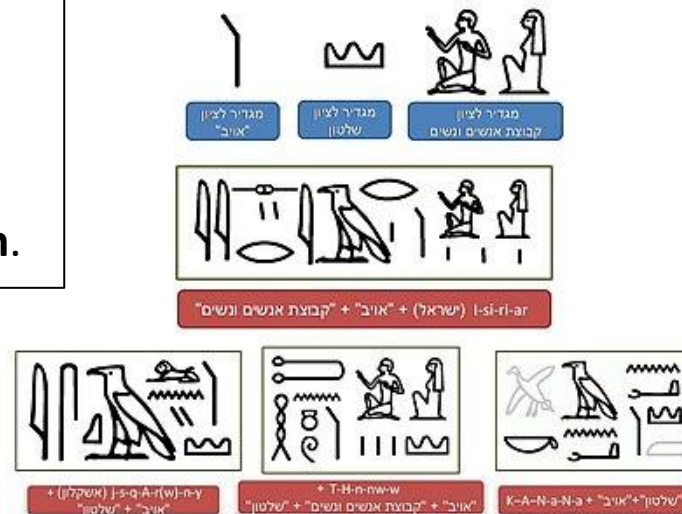 n.
מגדיר לציון
"אויב"
מגדיר לציון
שלטון
מגדיר לציון
קבוצת אנשים ונשים
I-si-ri-ar (ישראל) + "אויב" + "קבוצת אנשים ונשים"
j-s-q-A-r(w)-n-y (אשקלון) +
"אויב" + "שלטון"
T-H-n-nw-w +
"אויב" + "קבוצת אנשים ונשים" + "שלטון"
K-A-N-a-N-a + "אויב"+"שלטון"